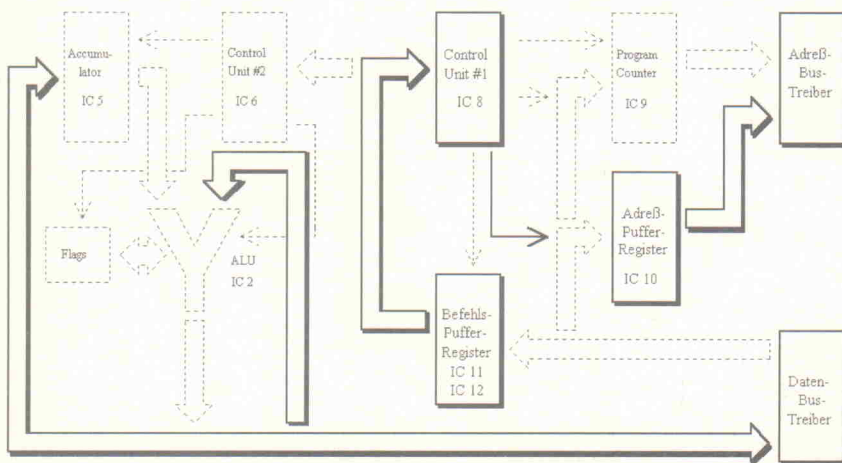 Accumu-
lator
IC 5
Control
Unit #2
IC 6
Control
Unit #1
IC 8
Program
Counter
IC 9
Adreß-
Bus-
Treiber
Flags
ALU
IC 2
Adreß-
Puffer-
Register
IC 10
Befehls-
Puffer-
Register
IC 11
IC 12
Daten-
Bus-
Treiber